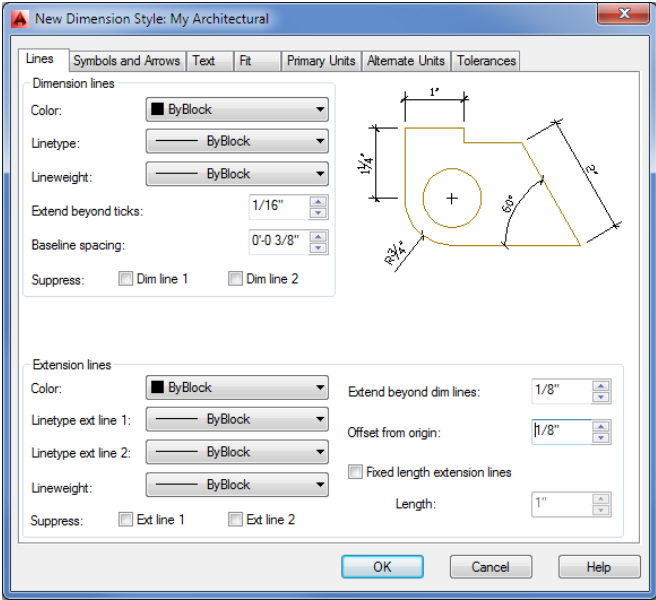 New Dimension Style: My Architectural
Lines
Symbols and Arrows
Text
Fit
Primary Units
Alternate Units
Tolerances
Dimension lines
Color:
ByBlock
Linetype:
ByBlock
Lineweight:
ByBlock
Extend beyond ticks:
1/16"
Baseline spacing:
0'-0 3/8"
Suppress:
Dim line 1
Dim line 2
1"
1¼"
2"
60°
R¾"
Extension lines
Color:
ByBlock
Linetype ext line 1:
ByBlock
Linetype ext line 2:
ByBlock
Lineweight:
ByBlock
Suppress:
Ext line 1
Ext line 2
Extend beyond dim lines:
1/8"
Offset from origin:
1/8"
Fixed length extension lines
Length:
1"
OK
Cancel
Help